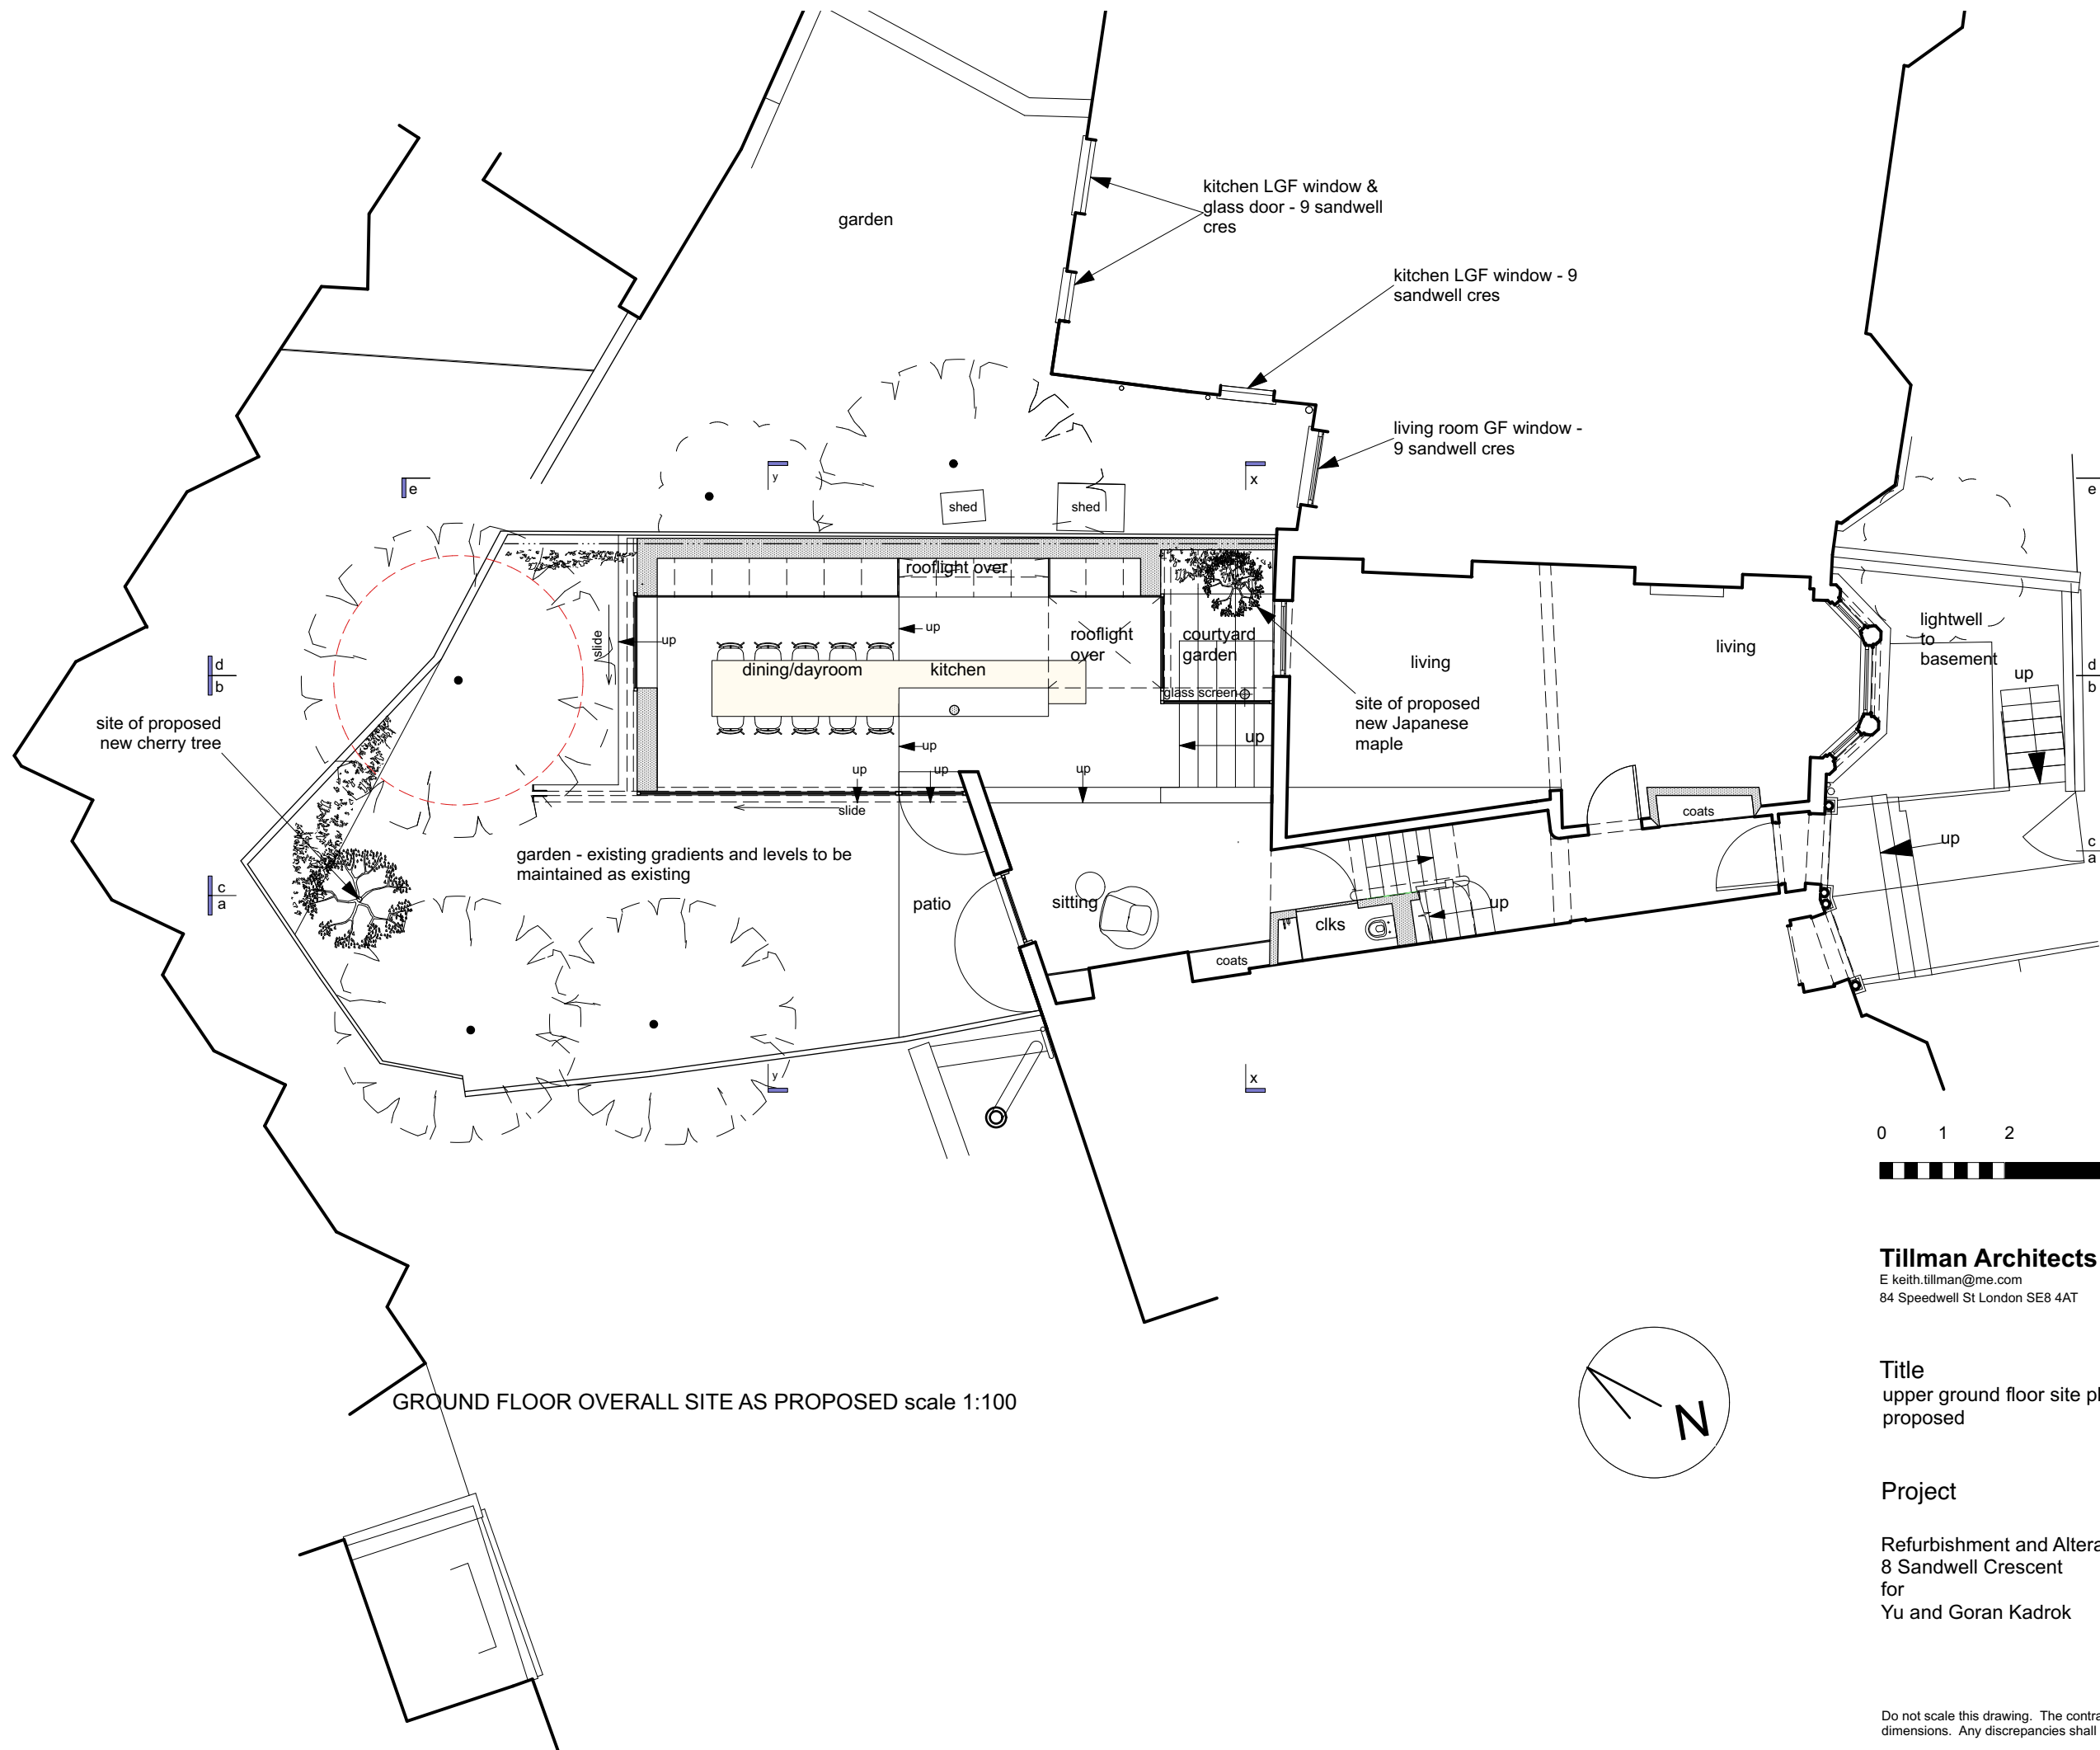 garden
kitchen LGF window &
glass door - 9 sandwell
cres
kitchen LGF window - 9
sandwell cres
living room GF window -
9 sandwell cres
e
y
x
e
shed
shed
rooflight over
slide
up
up
rooflight
over
courtyard
garden
living
living
lightwell
to
basement
up
d
b
d
b
dining/dayroom
kitchen
glass screen
site of proposed
new Japanese
maple
site of proposed
new cherry tree
up
up
up
up
up
slide
coats
up
c
a
c
a
garden - existing gradients and levels to be
maintained as existing
patio
sitting
clks
up
coats
y
x
0 1 2
Tillman Architects
E keith.tillman@me.com
84 Speedwell St London SE8 4AT
N
Title
upper ground floor site
proposed
GROUND FLOOR OVERALL SITE AS PROPOSED scale 1:100
Project
Refurbishment and
8 Sandwell Crescent
for
Yu and Goran Kadrok
Do not scale this drawing. The
dimensions. Any discrepancies shall